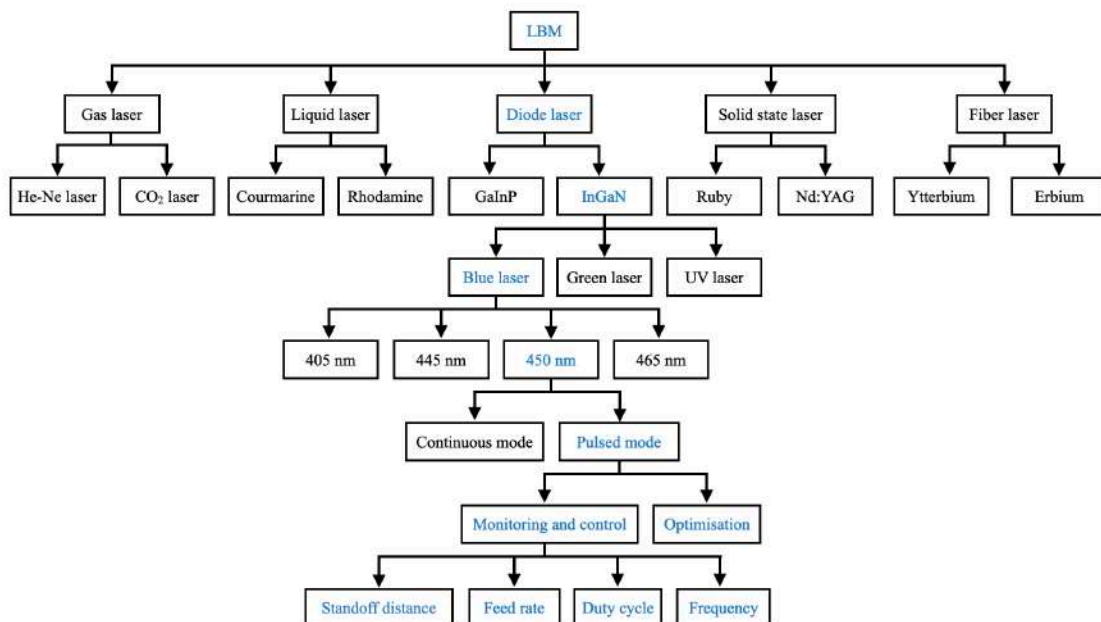 LBM
Gas laser
Liquid laser
Diode laser
Solid state laser
Fiber laser
He-Ne laser
CO₂ laser
Courmarine
Rhodamine
GaInP
InGaN
Ruby
Nd:YAG
Ytterbium
Erbium
Blue laser
Green laser
UV laser
405 nm
445 nm
450 nm
465 nm
Continuous mode
Pulsed mode
Monitoring and control
Optimisation
Standoff distance
Feed rate
Duty cycle
Frequency